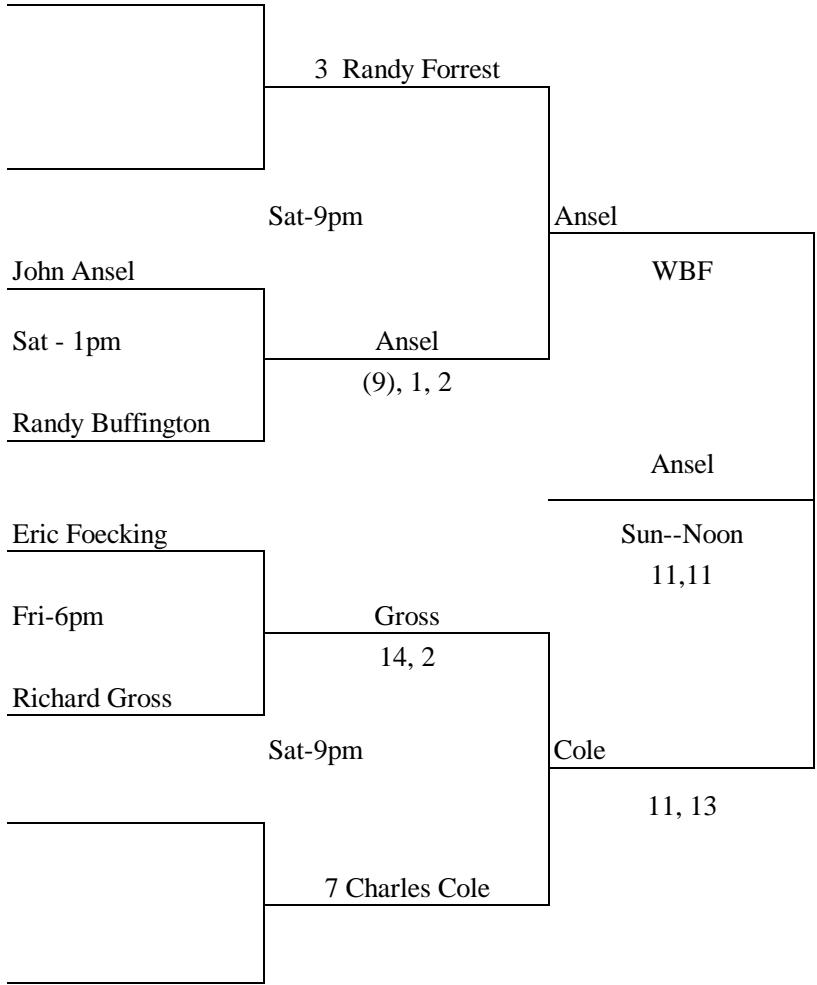 3 Randy Forrest
Sat-9pm
Ansel
John Ansel
WBF
Sat - 1pm
Ansel
(9), 1, 2
Randy Buffington
Ansel
Eric Foecking
Sun--Noon
11,11
Fri-6pm
Gross
14, 2
Richard Gross
Sat-9pm
Cole
11, 13
7 Charles Cole